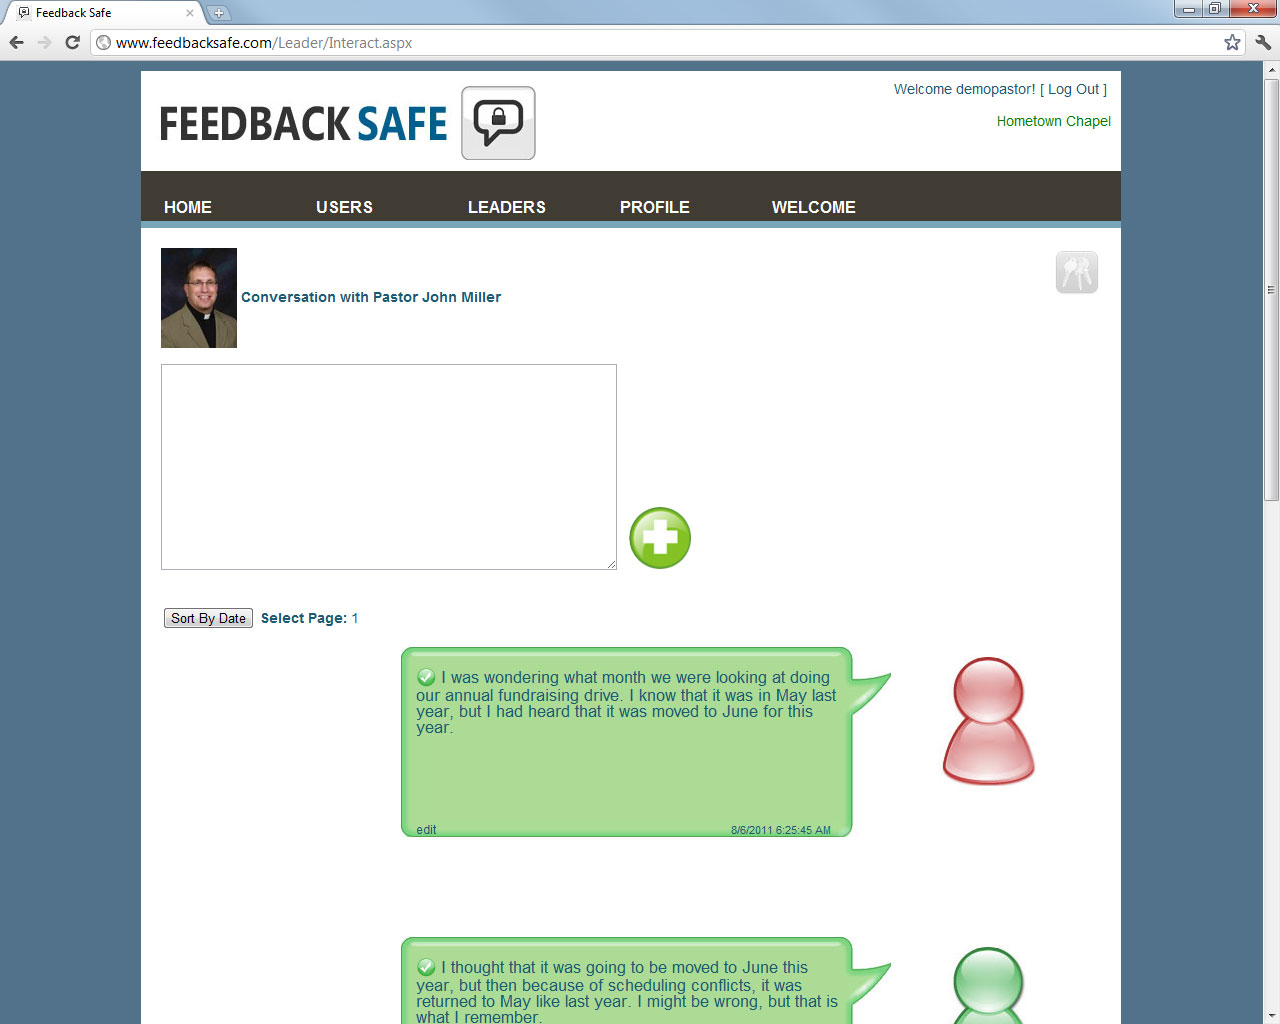 Feedback Safe
www.feedbacksafe.com/Leader/Interact.aspx
FEEDBACK SAFE
Welcome demopastor! [ Log Out ]
Hometown Chapel
HOME USERS LEADERS PROFILE WELCOME
Conversation with Pastor John Miller
Sort By Date Select Page: 1
I was wondering what month we were looking at doing
our annual fundraising drive. I know that it was in May last
year, but I had heard that it was moved to June for this
year.
edit 8/6/2011 6:25:45 AM
I thought that it was going to be moved to June this
year, but then because of scheduling conflicts, it was
returned to May like last year. I might be wrong, but that is
what I remember.